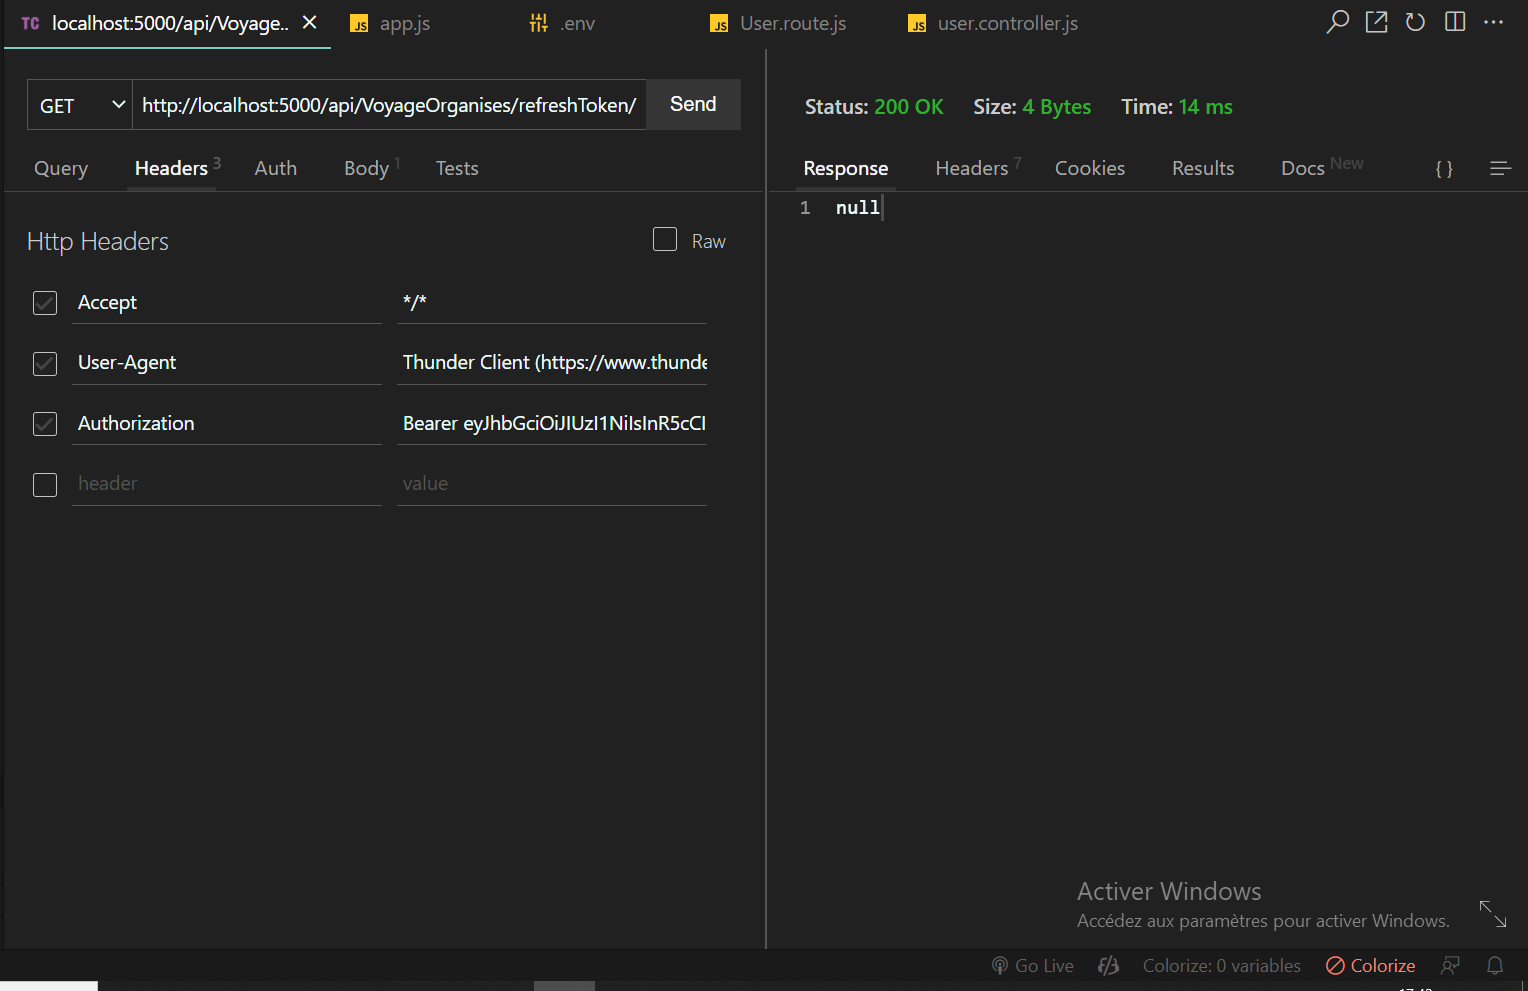 TC localhost:5000/api/Voyage.. JS app.js .env JS User.route.js JS user.controller.js
GET http://localhost:5000/api/VoyageOrganises/refreshToken/ Send
Status: 200 OK Size: 4 Bytes Time: 14 ms
Query Headers 3 Auth Body 1 Tests
Response Headers 7 Cookies Results Docs New { }
1 null
Http Headers Raw
Accept */*
User-Agent Thunder Client (https://www.thunde
Authorization Bearer eyJhbGciOiJIUzI1NiIsInR5cCI
header value
Activer Windows
Accédez aux paramètres pour activer Windows.
Go Live Colorize: 0 variables Colorize